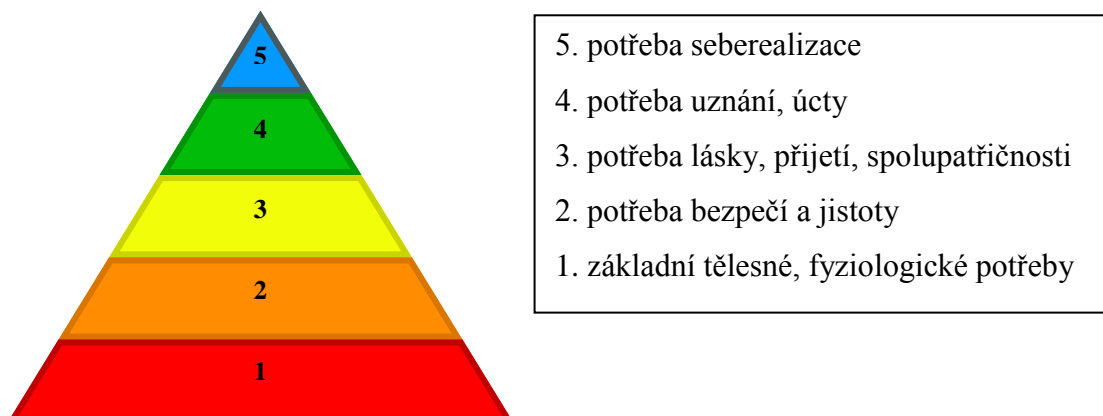 5
4
3
2
1
5. potřeba seberealizace
4. potřeba uznání, úcty
3. potřeba lásky, přijetí, spolupatřičnosti
2. potřeba bezpečí a jistoty
1. základní tělesné, fyziologické potřeby